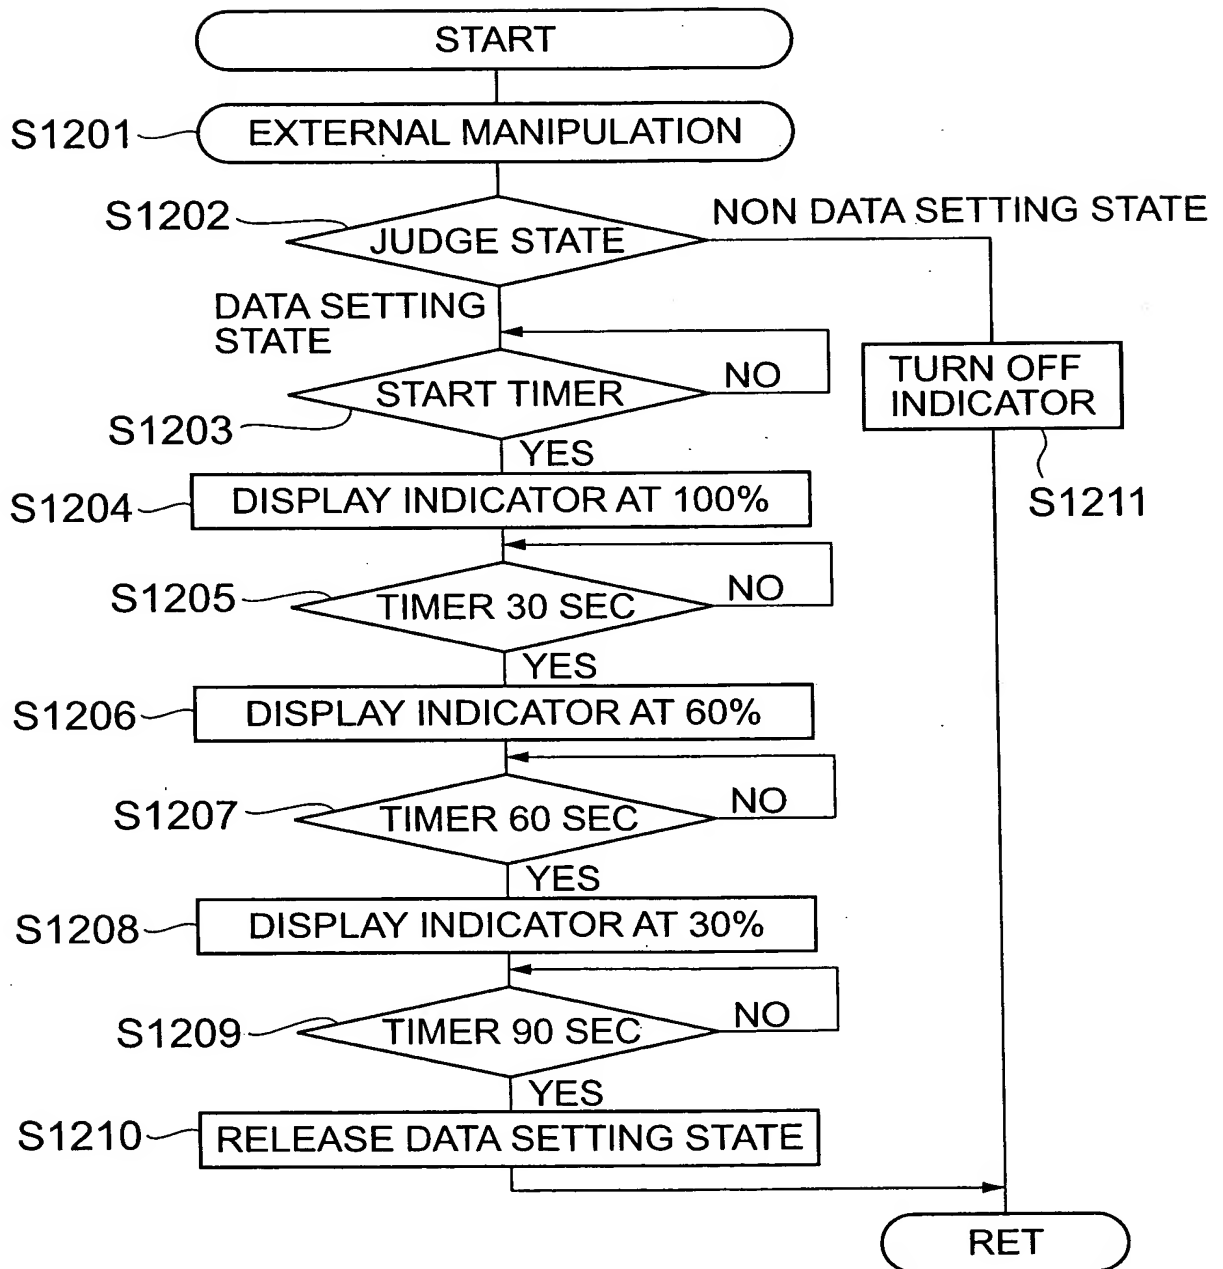 START
S1201
EXTERNAL MANIPULATION
S1202
JUDGE STATE
NON DATA SETTING STATE
DATA SETTING
STATE
START TIMER
NO
S1203
YES
TURN OFF
INDICATOR
S1211
S1204
DISPLAY INDICATOR AT 100%
S1205
TIMER 30 SEC
NO
YES
S1206
DISPLAY INDICATOR AT 60%
S1207
TIMER 60 SEC
NO
YES
S1208
DISPLAY INDICATOR AT 30%
S1209
TIMER 90 SEC
NO
YES
S1210
RELEASE DATA SETTING STATE
RET